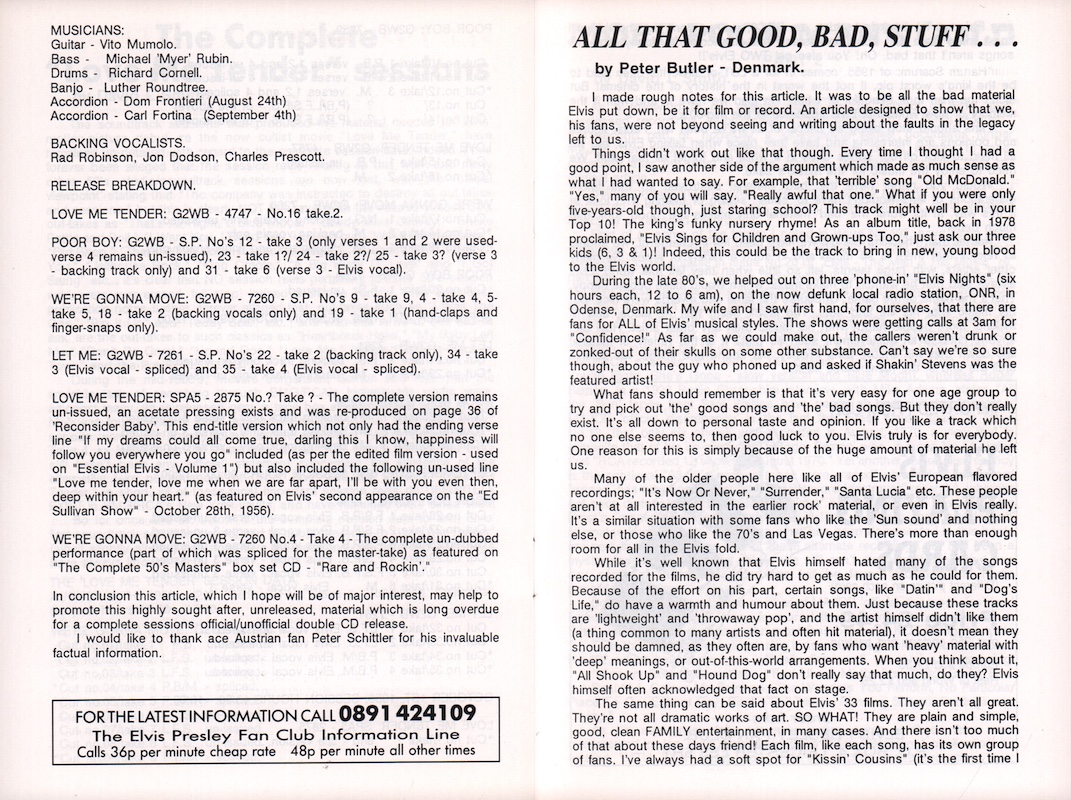 MUSICIANS:
Guitar - Vito Mumolo.
Bass - Michael 'Myer' Rubin.
Drums - Richard Cornell.
Banjo - Luther Roundtree.
Accordion - Dom Frontieri (August 24th)
Accordion - Carl Fortina (September 4th)
BACKING VOCALISTS.
Rad Robinson, Jon Dodson, Charles Prescott.
RELEASE BREAKDOWN.
LOVE ME TENDER: G2WB - 4747 - No.16 take.2.
POOR BOY: G2WB - S.P. No's 12 - take 3 (only verses 1 and 2 were used-
verse 4 remains un-issued), 23 - take 1?/ 24 - take 2?/ 25 - take 3? (verse 3
- backing track only) and 31 - take 6 (verse 3 - Elvis vocal).
WE'RE GONNA MOVE: G2WB - 7260 - S.P. No's 9 - take 9, 4 - take 4, 5-
take 5, 18 - take 2 (backing vocals only) and 19 - take 1 (hand-claps and
finger-snaps only).
LET ME: G2WB - 7261 - S.P. No's 22 - take 2 (backing track only), 34 - take
3 (Elvis vocal - spliced) and 35 - take 4 (Elvis vocal - spliced).
LOVE ME TENDER: SPA5 - 2875 No.? Take ? - The complete version remains
un-issued, an acetate pressing exists and was re-produced on page 36 of
'Reconsider Baby'. This end-title version which not only had the ending verse
line "If my dreams could all come true, darling this I know, happiness will
follow you everywhere you go" included (as per the edited film version - used
on "Essential Elvis - Volume 1") but also included the following un-used line
"Love me tender, love me when we are far apart, I'll be with you even then,
deep within your heart." (as featured on Elvis' second appearance on the "Ed
Sullivan Show" - October 28th, 1956).
WE'RE GONNA MOVE: G2WB - 7260 No.4 - Take 4 - The complete un-dubbed
performance (part of which was spliced for the master-take) as featured on
"The Complete 50's Masters" box set CD - "Rare and Rockin'."
In conclusion this article, which I hope will be of major interest, may help to
promote this highly sought after, unreleased, material which is long overdue
for a complete sessions official/unofficial double CD release.
I would like to thank ace Austrian fan Peter Schittler for his invaluable
factual information.
FOR THE LATEST INFORMATION CALL 0891 424109
The Elvis Presley Fan Club Information Line
Calls 36p per minute cheap rate 48p per minute all other times
ALL THAT GOOD, BAD, STUFF . . .
by Peter Butler - Denmark.
I made rough notes for this article. It was to be all the bad material
Elvis put down, be it for film or record. An article designed to show that we,
his fans, were not beyond seeing and writing about the faults in the legacy
left to us.
Things didn't work out like that though. Every time I thought I had a
good point, I saw another side of the argument which made as much sense as
what I had wanted to say. For example, that 'terrible' song "Old McDonald."
"Yes," many of you will say. "Really awful that one." What if you were only
five-years-old though, just staring school? This track might well be in your
Top 10! The king's funky nursery rhyme! As an album title, back in 1978
proclaimed, "Elvis Sings for Children and Grown-ups Too," just ask our three
kids (6, 3 & 1)! Indeed, this could be the track to bring in new, young blood
to the Elvis world.
During the late 80's, we helped out on three 'phone-in' "Elvis Nights" (six
hours each, 12 to 6 am), on the now defunk local radio station, ONR, in
Odense, Denmark. My wife and I saw first hand, for ourselves, that there are
fans for ALL of Elvis' musical styles. The shows were getting calls at 3am for
"Confidence!" As far as we could make out, the callers weren't drunk or
zonked-out of their skulls on some other substance. Can't say we're so sure
though, about the guy who phoned up and asked if Shakin' Stevens was the
featured artist!
What fans should remember is that it's very easy for one age group to
try and pick out 'the' good songs and 'the' bad songs. But they don't really
exist. It's all down to personal taste and opinion. If you like a track which
no one else seems to, then good luck to you. Elvis truly is for everybody.
One reason for this is simply because of the huge amount of material he left
us.
Many of the older people here like all of Elvis' European flavored
recordings; "It's Now Or Never," "Surrender," "Santa Lucia" etc. These people
aren't at all interested in the earlier rock' material, or even in Elvis really.
It's a similar situation with some fans who like the 'Sun sound' and nothing
else, or those who like the 70's and Las Vegas. There's more than enough
room for all in the Elvis fold.
While it's well known that Elvis himself hated many of the songs
recorded for the films, he did try hard to get as much as he could for them.
Because of the effort on his part, certain songs, like "Datin'" and "Dog's
Life," do have a warmth and humour about them. Just because these tracks
are 'lightweight' and 'throwaway pop', and the artist himself didn't like them
(a thing common to many artists and often hit material), it doesn't mean they
should be damned, as they often are, by fans who want 'heavy' material with
'deep' meanings, or out-of-this-world arrangements. When you think about it,
"All Shook Up" and "Hound Dog" don't really say that much, do they? Elvis
himself often acknowledged that fact on stage.
The same thing can be said about Elvis' 33 films. They aren't all great.
They're not all dramatic works of art. SO WHAT! They are plain and simple,
good, clean FAMILY entertainment, in many cases. And there isn't too much
of that about these days friend! Each film, like each song, has its own group
of fans. I've always had a soft spot for "Kissin' Cousins" (it's the first time I